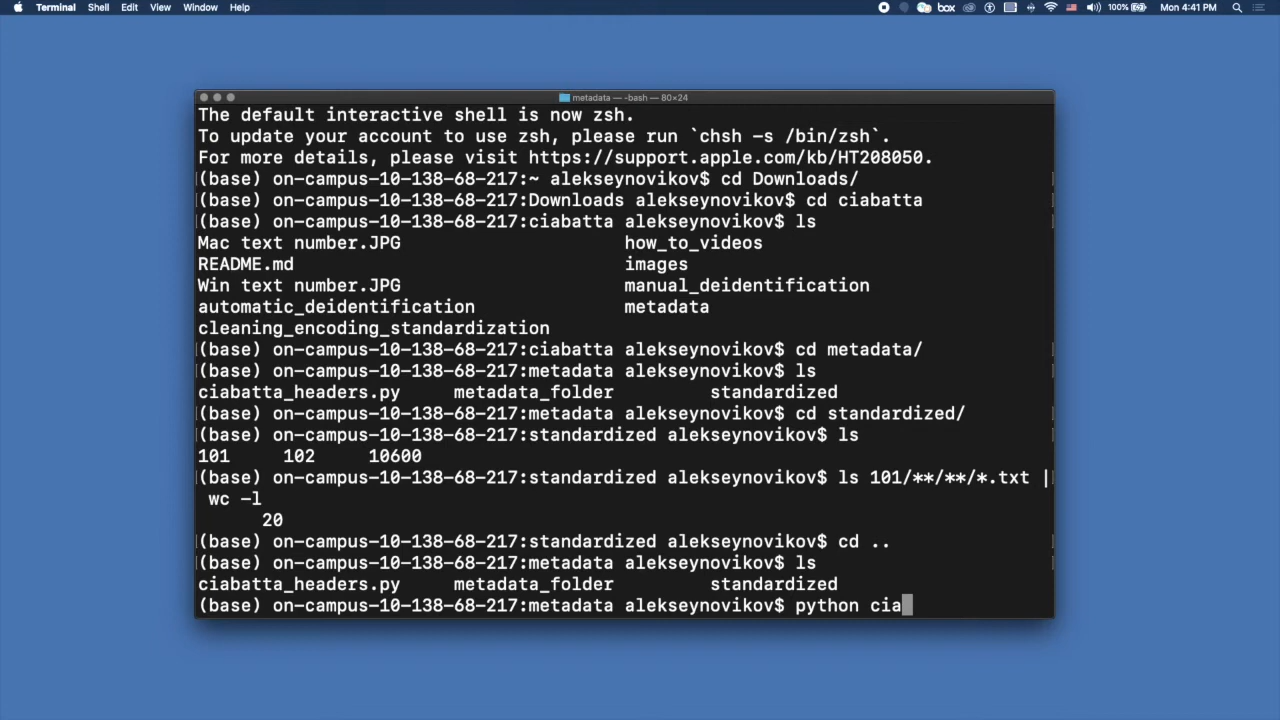 Terminal Shell Edit View Window Help box 100% Mon 4:41 PM
metadata — -bash — 80×24
The default interactive shell is now zsh.
To update your account to use zsh, please run `chsh -s /bin/zsh`.
For more details, please visit https://support.apple.com/kb/HT208050.
(base) on-campus-10-138-68-217:~ alekseynovikov$ cd Downloads/
(base) on-campus-10-138-68-217:Downloads alekseynovikov$ cd ciabatta
(base) on-campus-10-138-68-217:ciabatta alekseynovikov$ ls
Mac text number.JPG how_to_videos
README.md images
Win text number.JPG manual_deidentification
automatic_deidentification metadata
cleaning_encoding_standardization
(base) on-campus-10-138-68-217:ciabatta alekseynovikov$ cd metadata/
(base) on-campus-10-138-68-217:metadata alekseynovikov$ ls
ciabatta_headers.py metadata_folder standardized
(base) on-campus-10-138-68-217:metadata alekseynovikov$ cd standardized/
(base) on-campus-10-138-68-217:standardized alekseynovikov$ ls
101 102 10600
(base) on-campus-10-138-68-217:standardized alekseynovikov$ ls 101/**/**/*.txt |
wc -l
20
(base) on-campus-10-138-68-217:standardized alekseynovikov$ cd ..
(base) on-campus-10-138-68-217:metadata alekseynovikov$ ls
ciabatta_headers.py metadata_folder standardized
(base) on-campus-10-138-68-217:metadata alekseynovikov$ python cia